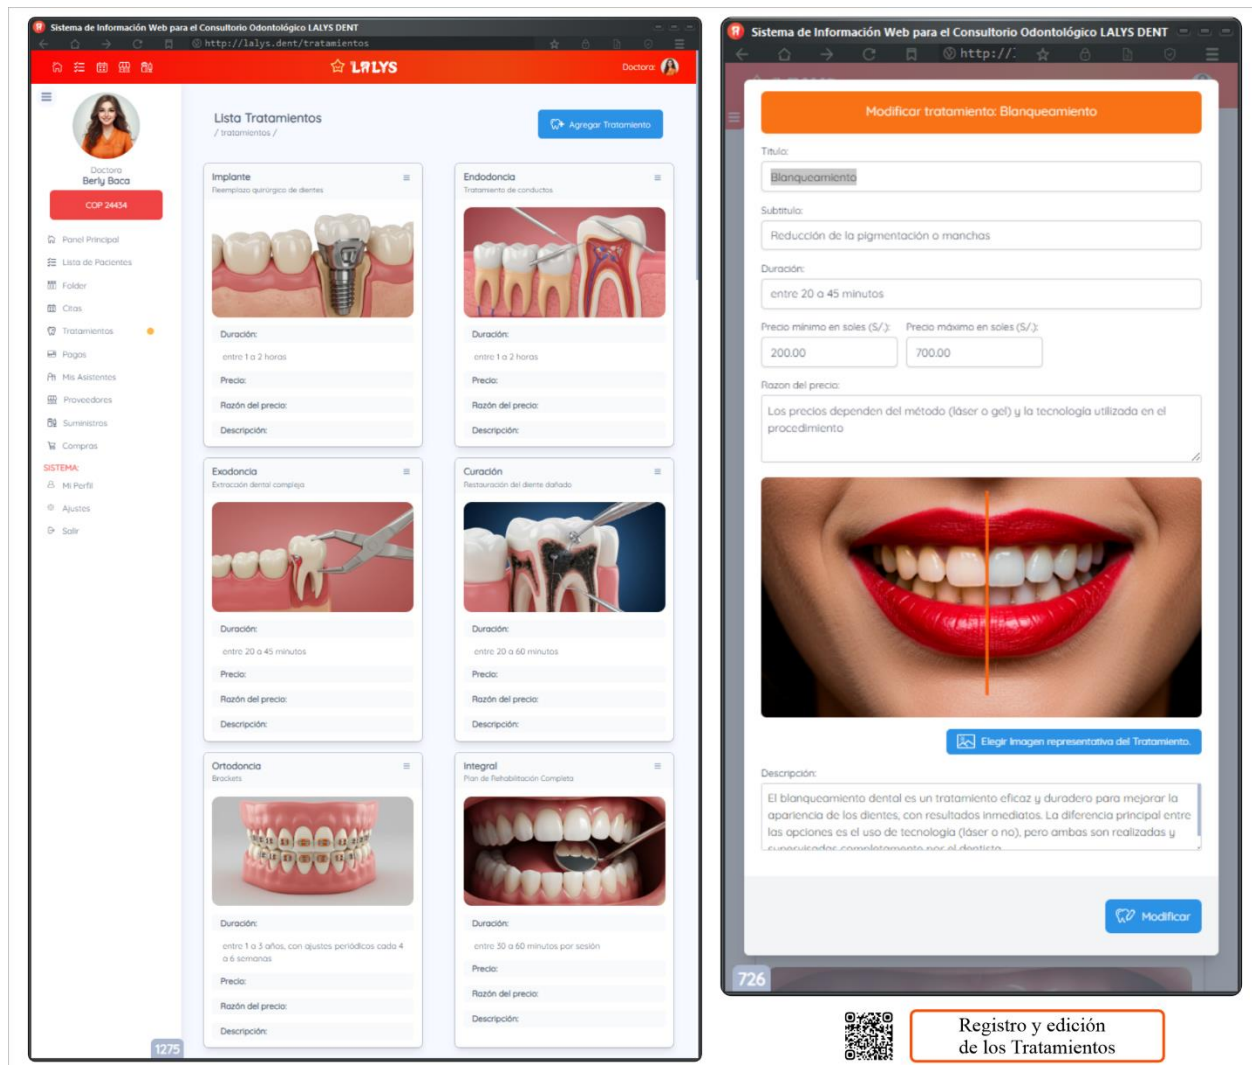 Sistema de Información Web para el Consultorio Odontológico LALYS DENT
http://lalys.dent/tratamientos
LALYS
Doctora:
Doctora
Berly Baca
COP 24434
Panel Principal
Lista de Pacientes
Folder
Citas
Tratamientos
Pagos
Mis Asistentes
Proveedores
Suministros
Compras
SISTEMA:
Mi Perfil
Ajustes
Salir
Lista Tratamientos
/ tratamientos /
Agregar Tratamiento
Implante
Reemplazo quirúrgico de dientes
Duración:
entre 1 a 2 horas
Precio:
Razón del precio:
Descripción:
Endodoncia
Tratamiento de conductos
Duración:
entre 1 a 2 horas
Precio:
Razón del precio:
Descripción:
Exodoncia
Extracción dental compleja
Duración:
entre 20 a 45 minutos
Precio:
Razón del precio:
Descripción:
Curación
Restauración del diente dañado
Duración:
entre 20 a 60 minutos
Precio:
Razón del precio:
Descripción:
Ortodoncia
Brackets
Duración:
entre 1 a 3 años, con ajustes periódicos cada 4
a 6 semanas
Precio:
Razón del precio:
Descripción:
Integral
Plan de Rehabilitación Completa
Duración:
entre 30 a 60 minutos por sesión
Precio:
Razón del precio:
Descripción:
1275
Sistema de Información Web para el Consultorio Odontológico LALYS DENT
http://
Modificar tratamiento: Blanqueamiento
Titulo:
Blanqueamiento
Subtitulo:
Reducción de la pigmentación o manchas
Duración:
entre 20 a 45 minutos
Precio mínimo en soles (S/.): Precio máximo en soles (S/.):
200.00 700.00
Razon del precio:
Los precios dependen del método (láser o gel) y la tecnología utilizada en el
procedimiento
Elegir Imagen representativa del Tratamiento.
Descripción:
El blanqueamiento dental es un tratamiento eficaz y duradero para mejorar la
apariencia de los dientes, con resultados inmediatos. La diferencia principal entre
las opciones es el uso de tecnología (láser o no), pero ambas son realizadas y
supervisadas completamente por el dentista
Modificar
726
Registro y edición
de los Tratamientos